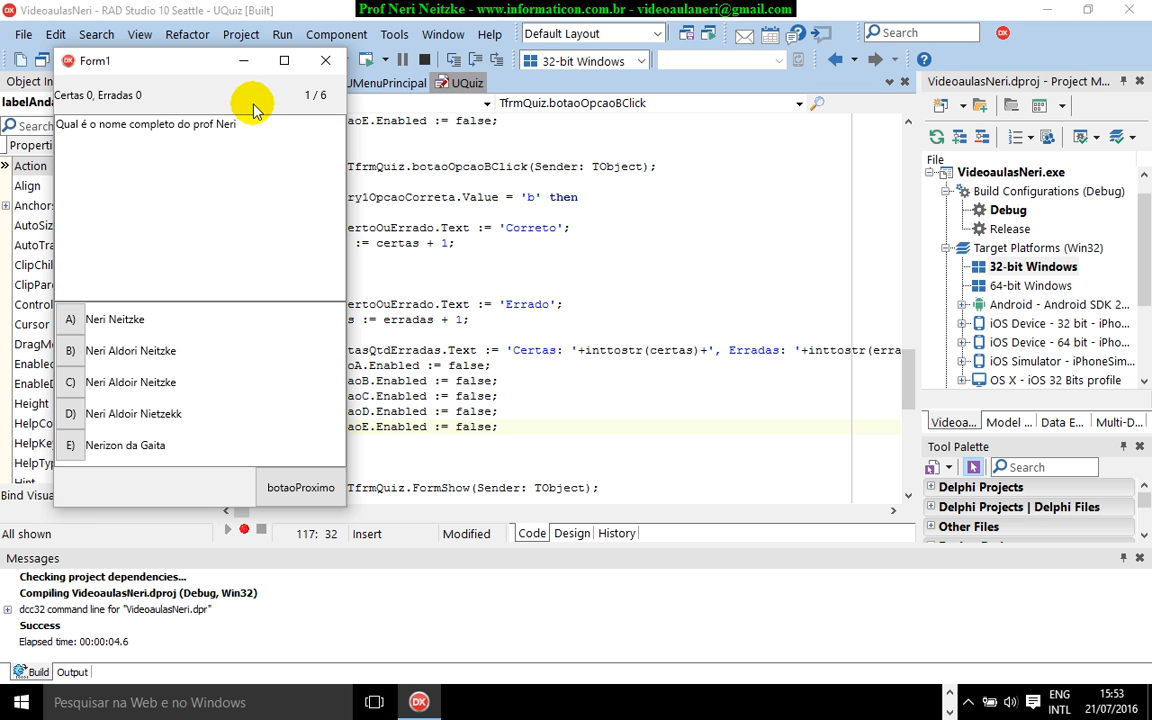 VideoaulasNeri - RAD Studio 10 Seattle - UQuiz [Built]
Prof Neri Neitzke - www.informaticon.com.br - videoaulaneri@gmail.com
File Edit Search View Refactor Project Run Component Tools Window Help
Default Layout
Search
32-bit Windows
Form1
Certas 0, Erradas 0
1 / 6
Qual é o nome completo do prof Neri
A) Neri Neitzke
B) Neri Aldori Neitzke
C) Neri Aldoir Neitzke
D) Neri Aldoir Nietzekk
E) Nerizon da Gaita
botaoProximo
Object In
labelAnda
Search
Properti
Action
Align
Anchors
AutoSiz
AutoTra
ClipChil
ClipPare
Control
Cursor
DragM
Enabled
EnableD
Height
HelpCo
HelpKe
HelpTyp
Hint
Bind Visua
All shown
UMenuPrincipal
UQuiz
TfrmQuiz.botaoOpcaoBClick
aoE.Enabled := false;
TfrmQuiz.botaoOpcaoBClick(Sender: TObject);
ry1OpcaoCorreta.Value = 'b' then
ertoOuErrado.Text := 'Correto';
:= certas + 1;
ertoOuErrado.Text := 'Errado';
s := erradas + 1;
tasQtdErradas.Text := 'Certas: '+inttostr(certas)+', Erradas: '+inttostr(erra
oA.Enabled := false;
aoB.Enabled := false;
aoC.Enabled := false;
aoD.Enabled := false;
aoE.Enabled := false;
TfrmQuiz.FormShow(Sender: TObject);
117: 32
Insert
Modified
Code
Design
History
VideoaulasNeri.dproj - Project M...
File
VideoaulasNeri.exe
Build Configurations (Debug)
Debug
Release
Target Platforms (Win32)
32-bit Windows
64-bit Windows
Android - Android SDK 2...
iOS Device - 32 bit - iPho...
iOS Device - 64 bit - iPho...
iOS Simulator - iPhoneSim...
OS X - iOS 32 Bits profile
Videoa...
Model ...
Data E...
Multi-D...
Tool Palette
Search
Delphi Projects
Delphi Projects | Delphi Files
Other Files
Messages
Checking project dependencies...
Compiling VideoaulasNeri.dproj (Debug, Win32)
dcc32 command line for "VideoaulasNeri.dpr"
Success
Elapsed time: 00:00:04.6
Build
Output
Pesquisar na Web e no Windows
DX
ENG
INTL
15:53
21/07/2016